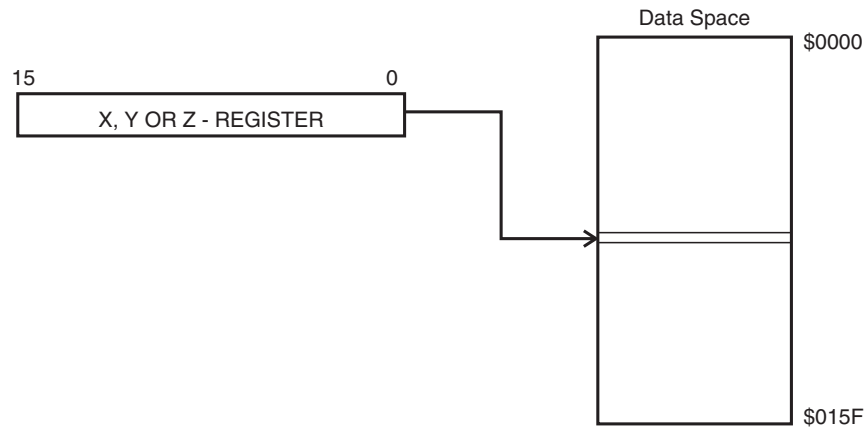 Data Space
$0000
15 0
X, Y OR Z - REGISTER
$015F